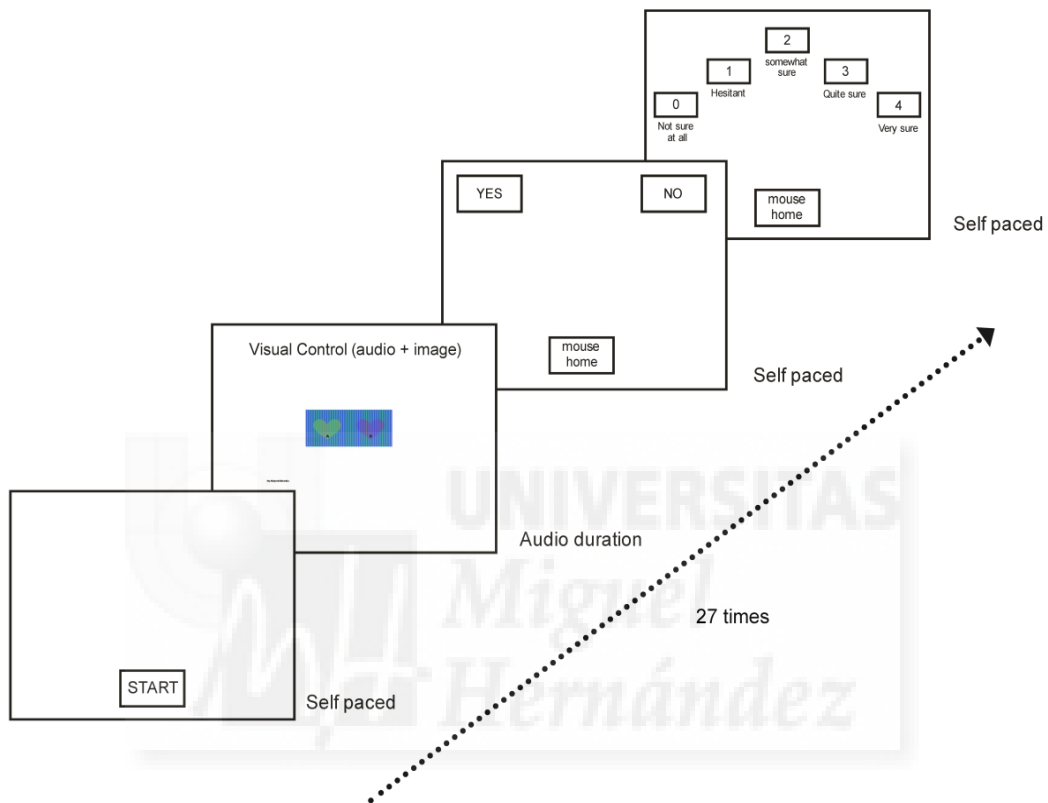 2
somewhat
sure
1
Hesitant
3
Quite sure
0
Not sure
at all
4
Very sure
mouse
home
Self paced
YES
NO
mouse
home
Self paced
Visual Control (audio + image)
Audio duration
27 times
START
Self paced
UNIVERSITAS
Miguel
Hernández